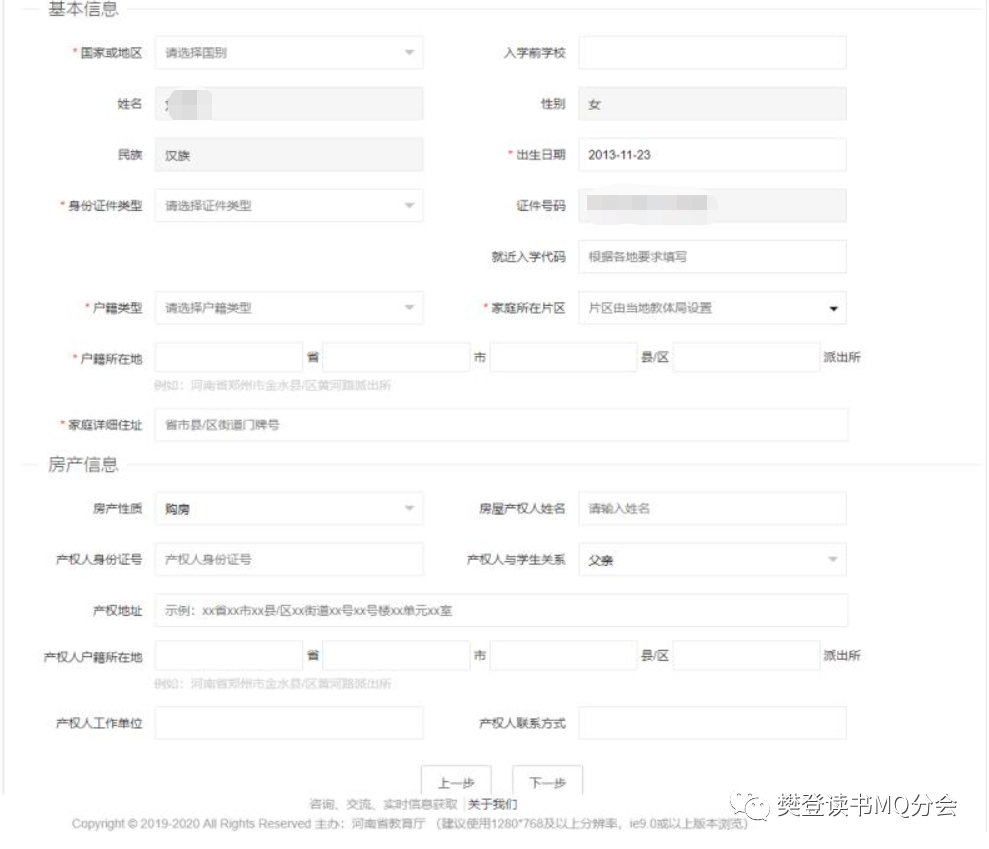 基本信息
*国家或地区 请选择国别 入学前学校
姓名 性别 女
民族 汉族 *出生日期 2013-11-23
*身份证件类型 请选择证件类型 证件号码
就近入学代码 根据各地要求填写
*户籍类型 请选择户籍类型 *家庭所在片区 片区由当地教体局设置
*户籍所在地 省 市 县/区 派出所
例如：河南省郑州市金水县/区黄河路派出所
*家庭详细住址 省市县/区街道门牌号
房产信息
房产性质 购房 房屋产权人姓名 请输入姓名
产权人身份证号 产权人身份证号 产权人与学生关系 父亲
产权地址 示例：xx省xx市xx县/区xx街道xx号xx号楼xx单元xx室
产权人户籍所在地 省 市 县/区 派出所
例如：河南省郑州市金水县/区黄河路派出所
产权人工作单位 产权人联系方式
上一步 下一步
咨询、交流、实时信息获取 关于我们
Copyright © 2019-2020 All Rights Reserved 主办：河南省教育厅 （建议使用1280*768及以上分辨率，ie9.0或以上版本浏览）
樊登读书MQ分会